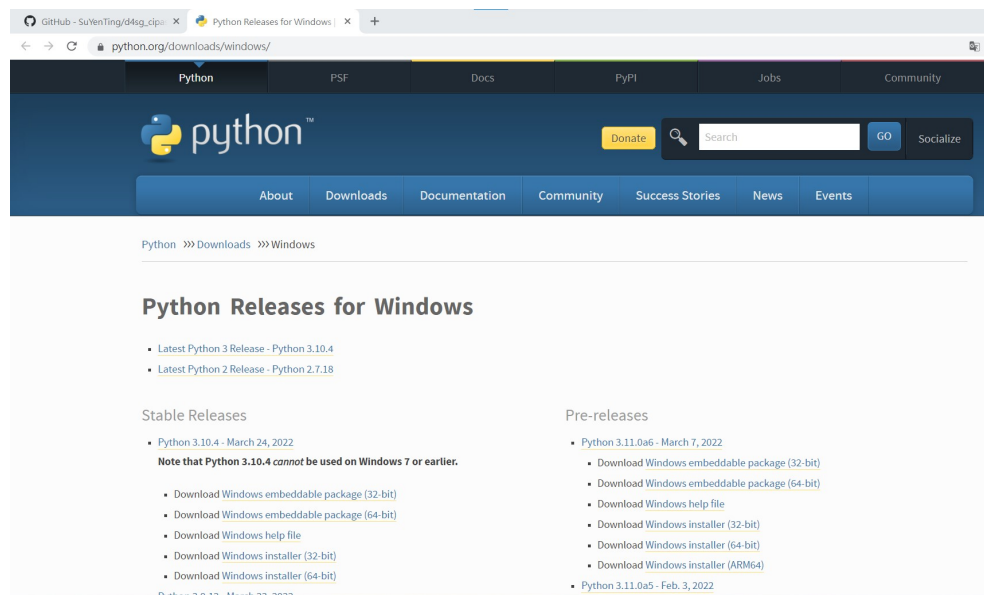 GitHub - SuYenTing/d4sg_cipa
Python Releases for Windows
python.org/downloads/windows/
Python PSF Docs PyPI Jobs Community
python™
Donate Search GO Socialize
About Downloads Documentation Community Success Stories News Events
Python >>> Downloads >>> Windows
Python Releases for Windows
Latest Python 3 Release - Python 3.10.4
Latest Python 2 Release - Python 2.7.18
Stable Releases
Python 3.10.4 - March 24, 2022
Note that Python 3.10.4 cannot be used on Windows 7 or earlier.
Download Windows embeddable package (32-bit)
Download Windows embeddable package (64-bit)
Download Windows help file
Download Windows installer (32-bit)
Download Windows installer (64-bit)
Pre-releases
Python 3.11.0a6 - March 7, 2022
Download Windows embeddable package (32-bit)
Download Windows embeddable package (64-bit)
Download Windows help file
Download Windows installer (32-bit)
Download Windows installer (64-bit)
Download Windows installer (ARM64)
Python 3.11.0a5 - Feb. 3, 2022